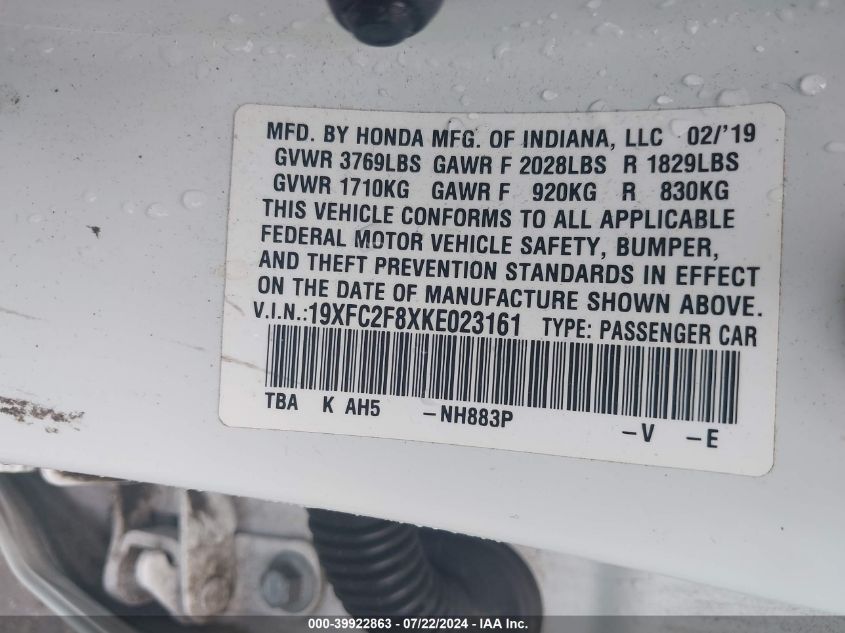 MFD. BY HONDA MFG. OF INDIANA, LLC 02/'19
GVWR 3769LBS GAWR F 2028LBS R 1829LBS
GVWR 1710KG GAWR F 920KG R 830KG
THIS VEHICLE CONFORMS TO ALL APPLICABLE
FEDERAL MOTOR VEHICLE SAFETY, BUMPER,
AND THEFT PREVENTION STANDARDS IN EFFECT
ON THE DATE OF MANUFACTURE SHOWN ABOVE.
V.I.N.:19XFC2F8XKE023161 TYPE: PASSENGER CAR
TBA K AH5 -NH883P -V -E
000-39922863 - 07/22/2024 - IAA Inc.